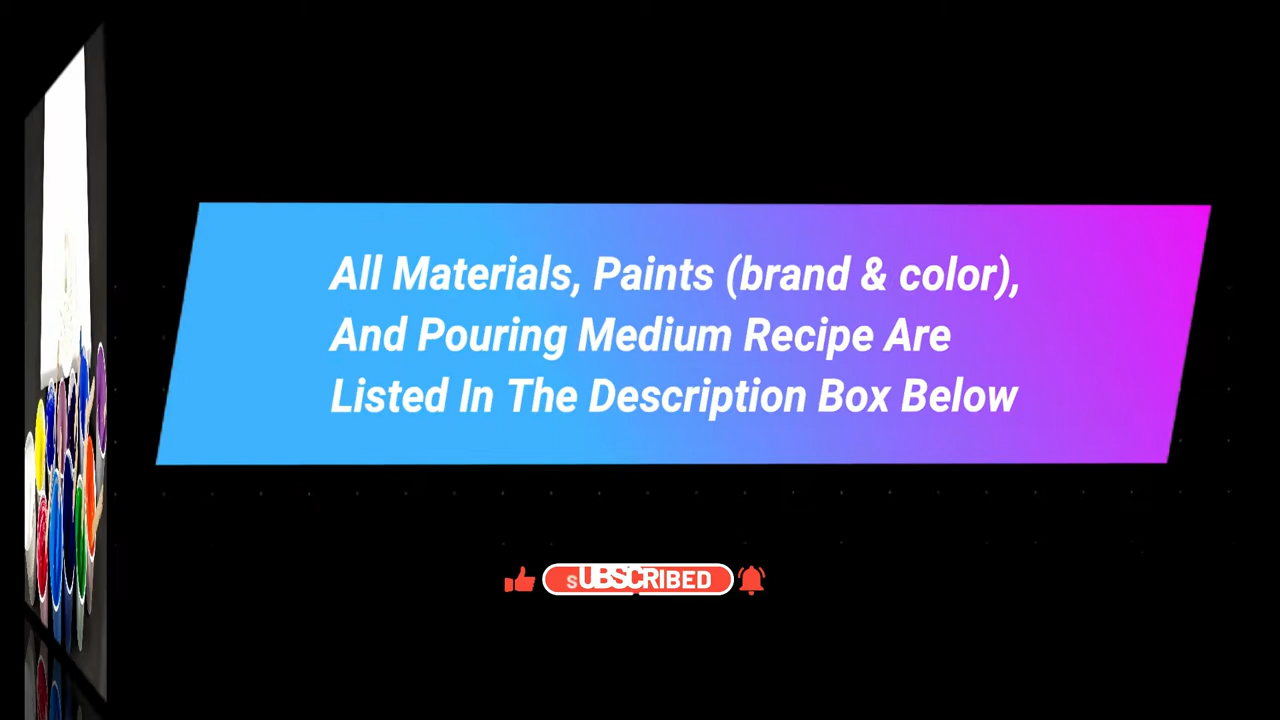 All Materials, Paints (brand & color),
And Pouring Medium Recipe Are
Listed In The Description Box Below
SUBSCRIBED